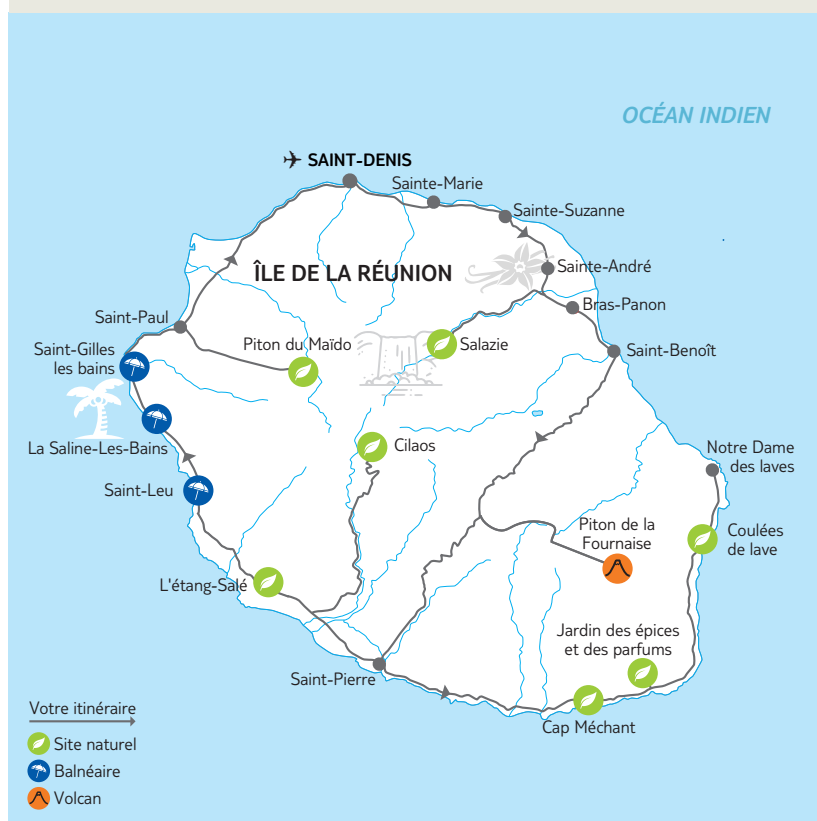 OCÉAN INDIEN
SAINT-DENIS
Sainte-Marie
Sainte-Suzanne
ÎLE DE LA RÉUNION
Sainte-André
Bras-Panon
Saint-Paul
Piton du Maïdo
Salazie
Saint-Gilles
les bains
Saint-Benoît
La Saline-Les-Bains
Cilaos
Notre Dame
des laves
Saint-Leu
Piton de la
Fournaise
Coulées
de lave
L'étang-Salé
Jardin des épices
et des parfums
Saint-Pierre
Cap Méchant
Votre itinéraire
Site naturel
Balnéaire
Volcan